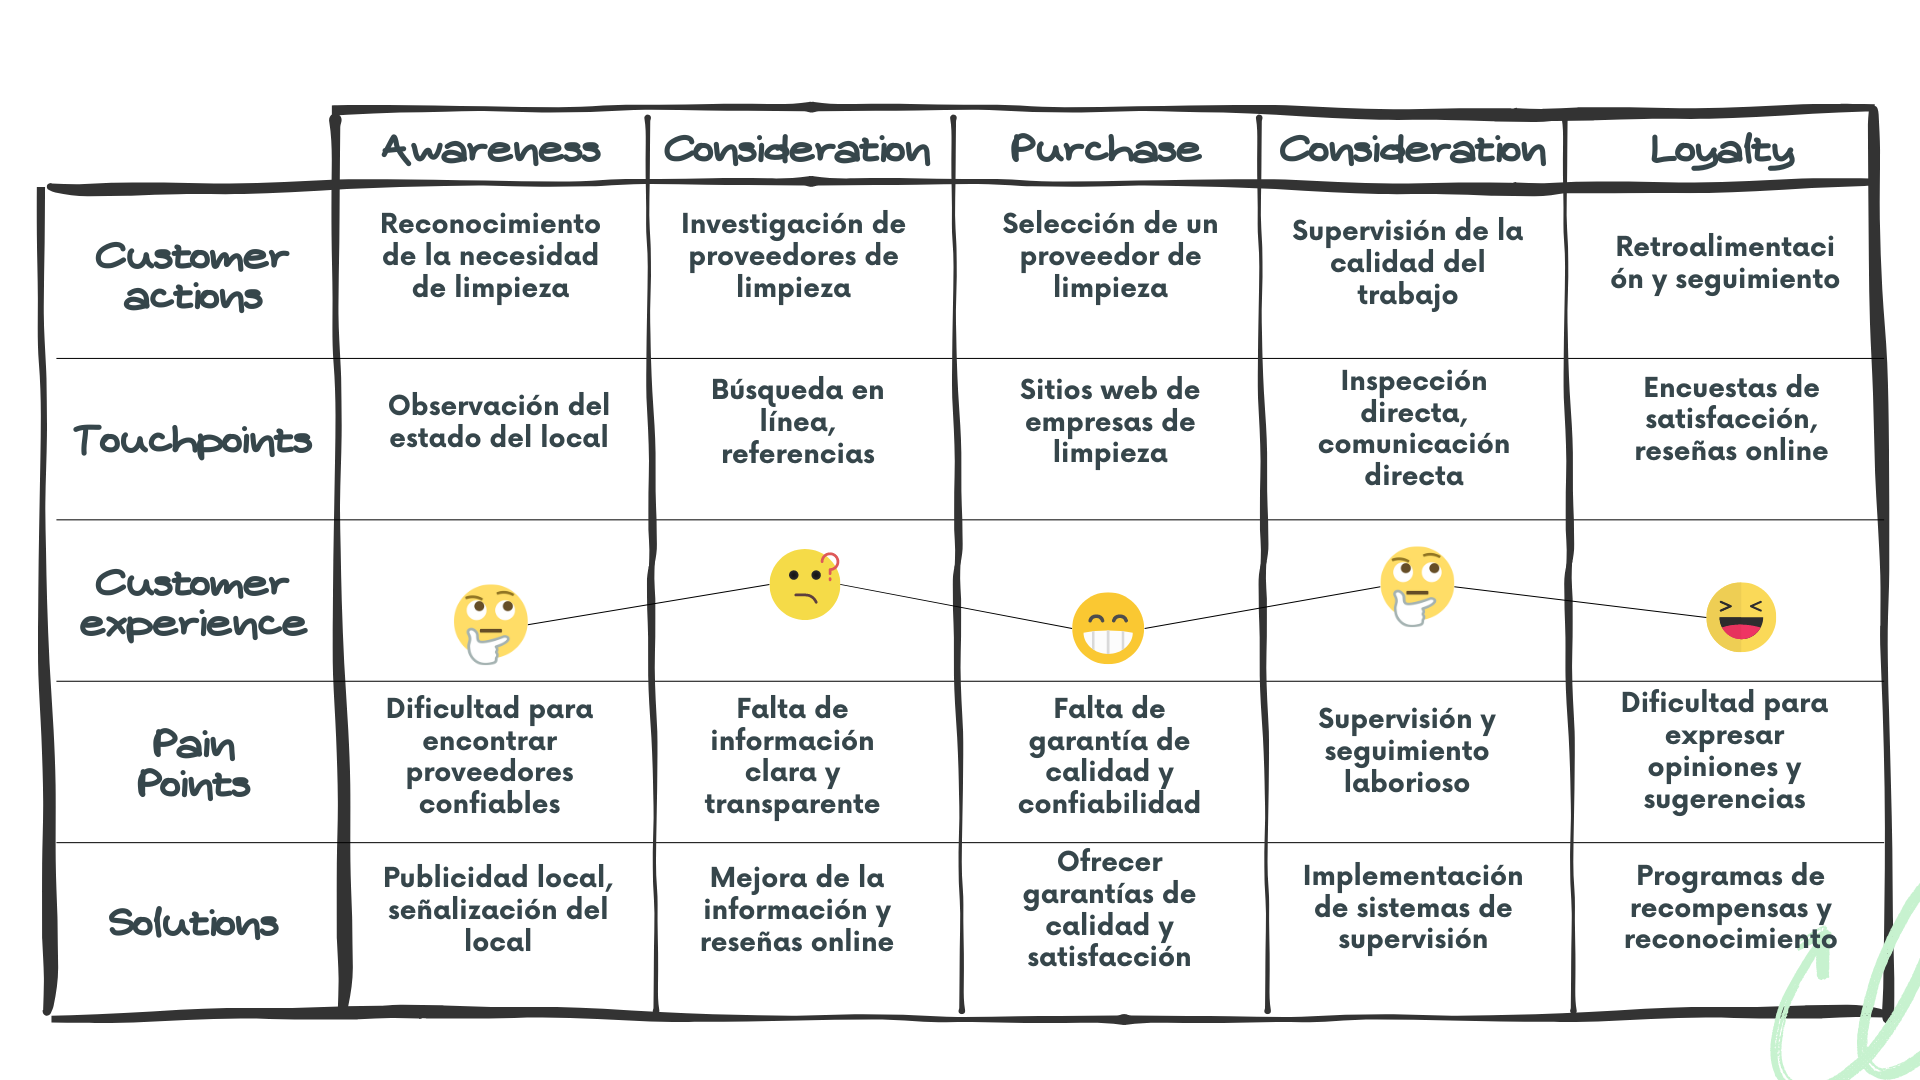 Awareness
Consideration
Purchase
Consideration
Loyalty
Customer
actions
Reconocimiento
de la necesidad
de limpieza
Investigación de
proveedores de
limpieza
Selección de un
proveedor de
limpieza
Supervisión de la
calidad del
trabajo
Retroalimentaci
ón y seguimiento
Touchpoints
Observación del
estado del local
Búsqueda en
línea,
referencias
Sitios web de
empresas de
limpieza
Inspección
directa,
comunicación
directa
Encuestas de
satisfacción,
reseñas online
Customer
experience
Pain
Points
Dificultad para
encontrar
proveedores
confiables
Falta de
información
clara y
transparente
Falta de
garantía de
calidad y
confiabilidad
Supervisión y
seguimiento
laborioso
Dificultad para
expresar
opiniones y
sugerencias
Solutions
Publicidad local,
señalización del
local
Mejora de la
información y
reseñas online
Ofrecer
garantías de
calidad y
satisfacción
Implementación
de sistemas de
supervisión
Programas de
recompensas y
reconocimiento